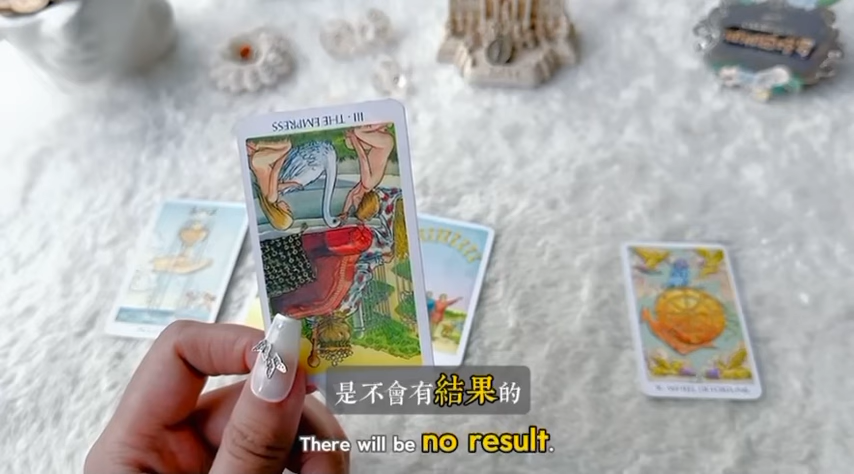 III - THE EMPRESS
是不會有結果的
There will be no result.